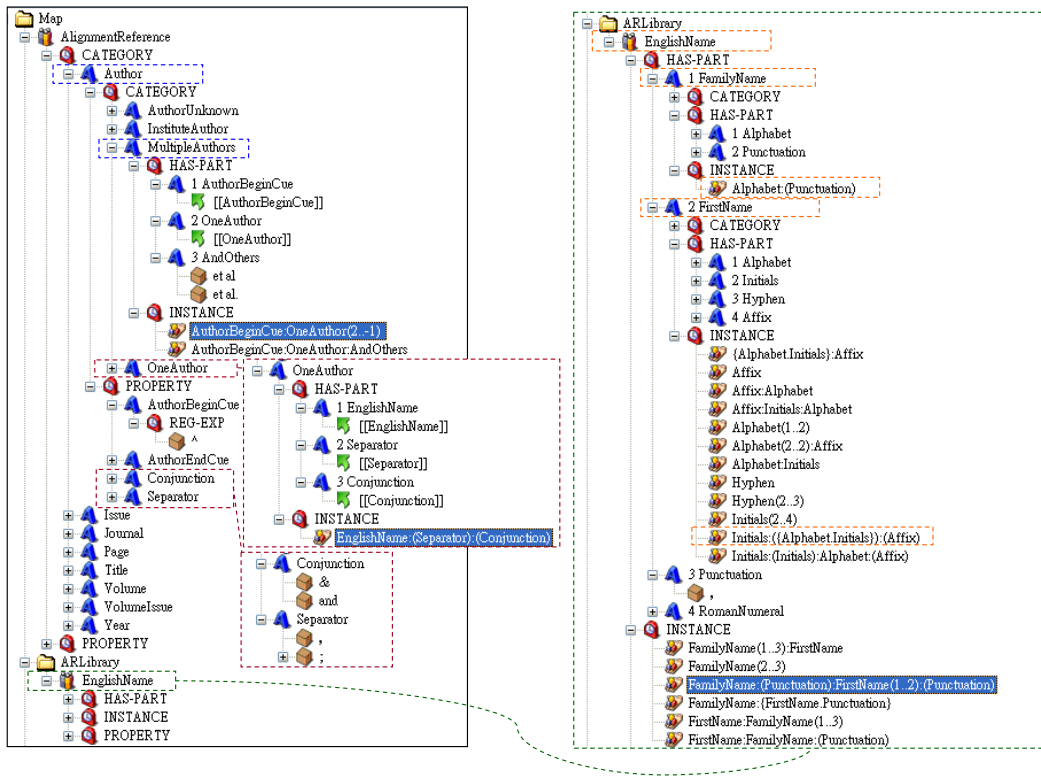 Map
AlignmentReference
CATEGORY
Author
CATEGORY
AuthorUnknown
InstituteAuthor
MultipleAuthors
HAS-PART
1 AuthorBeginCue
[[AuthorBeginCue]]
2 OneAuthor
[[OneAuthor]]
3 AndOthers
et al
et al.
INSTANCE
AuthorBeginCue:OneAuthor(2..-1)
AuthorBeginCue:OneAuthor:AndOthers
OneAuthor
PROPERTY
AuthorBeginCue
REG-EXP
^
AuthorEndCue
Conjunction
Separator
Issue
Journal
Page
Title
Volume
VolumeIssue
Year
PROPERTY
ARLibrary
EnglishName
HAS-PART
INSTANCE
PROPERTY
OneAuthor
HAS-PART
1 EnglishName
[[EnglishName]]
2 Separator
[[Separator]]
3 Conjunction
[[Conjunction]]
INSTANCE
EnglishName:(Separator):(Conjunction)
Conjunction
&
and
Separator
,
;
ARLibrary
EnglishName
HAS-PART
1 FamilyName
CATEGORY
HAS-PART
1 Alphabet
2 Punctuation
INSTANCE
Alphabet:(Punctuation)
2 FirstName
CATEGORY
HAS-PART
1 Alphabet
2 Initials
3 Hyphen
4 Affix
INSTANCE
{Alphabet.Initials}:Affix
Affix
Affix:Alphabet
Affix:Initials:Alphabet
Alphabet(1..2)
Alphabet(2..2):Affix
Alphabet:Initials
Hyphen
Hyphen(2..3)
Initials(2..4)
Initials:({Alphabet.Initials}):(Affix)
Initials:(Initials):Alphabet:(Affix)
3 Punctuation
,
4 RomanNumeral
INSTANCE
FamilyName(1..3):FirstName
FamilyName(2..3)
FamilyName:(Punctuation):FirstName(1..2):(Punctuation)
FamilyName:{FirstName.Punctuation}
FirstName:FamilyName(1..3)
FirstName:FamilyName:(Punctuation)